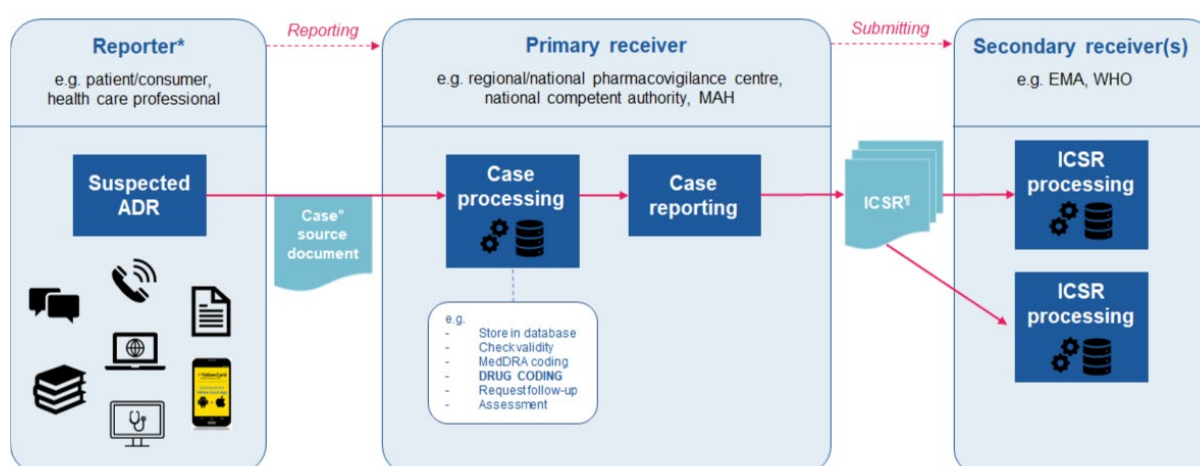 Reporter*
e.g. patient/consumer,
health care professional
Reporting
Primary receiver
e.g. regional/national pharmacovigilance centre,
national competent authority, MAH
Submitting
Secondary receiver(s)
e.g. EMA, WHO
Suspected
ADR
Case°
source
document
Case
processing
Case
reporting
ICSR¶
ICSR
processing
ICSR
processing
e.g.
- Store in database
- Check validity
- MedDRA coding
- DRUG CODING
- Request follow-up
- Assessment
YellowCard